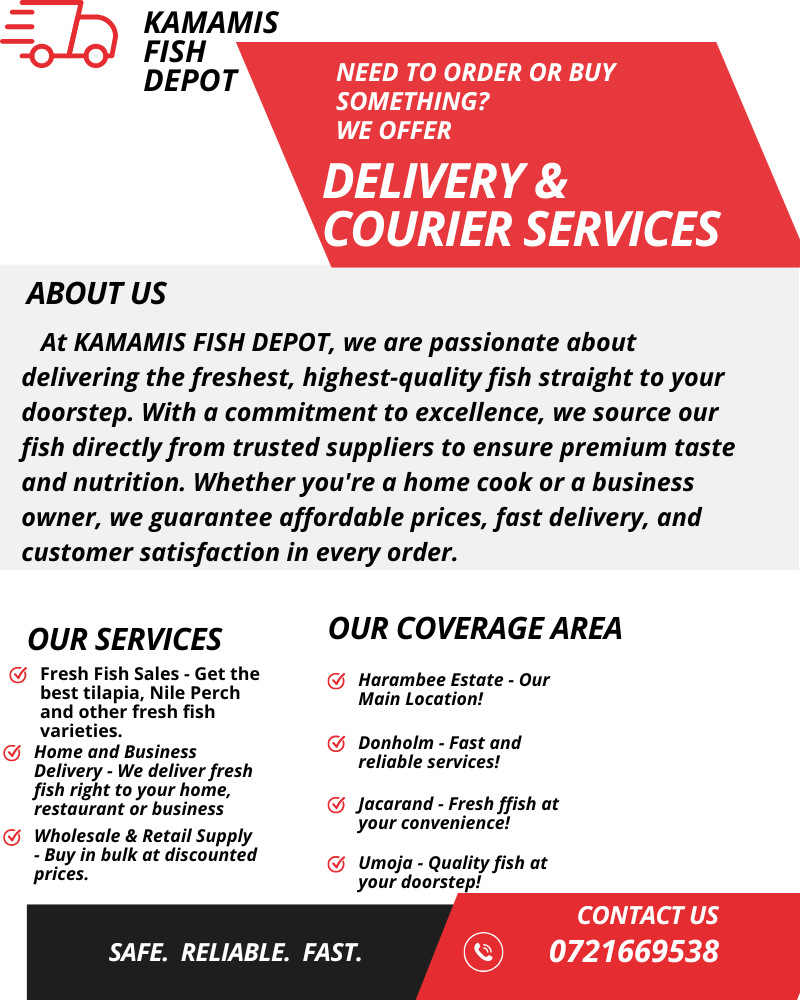 KAMAMIS
FISH
DEPOT
NEED TO ORDER OR BUY
SOMETHING?
WE OFFER
DELIVERY &
COURIER SERVICES
ABOUT US
At KAMAMIS FISH DEPOT, we are passionate about
delivering the freshest, highest-quality fish straight to your
doorstep. With a commitment to excellence, we source our
fish directly from trusted suppliers to ensure premium taste
and nutrition. Whether you're a home cook or a business
owner, we guarantee affordable prices, fast delivery, and
customer satisfaction in every order.
OUR SERVICES
Fresh Fish Sales - Get the
best tilapia, Nile Perch
and other fresh fish
varieties.
Home and Business
Delivery - We deliver fresh
fish right to your home,
restaurant or business
Wholesale & Retail Supply
- Buy in bulk at discounted
prices.
OUR COVERAGE AREA
Harambee Estate - Our
Main Location!
Donholm - Fast and
reliable services!
Jacarand - Fresh ffish at
your convenience!
Umoja - Quality fish at
your doorstep!
SAFE. RELIABLE. FAST.
CONTACT US
0721669538